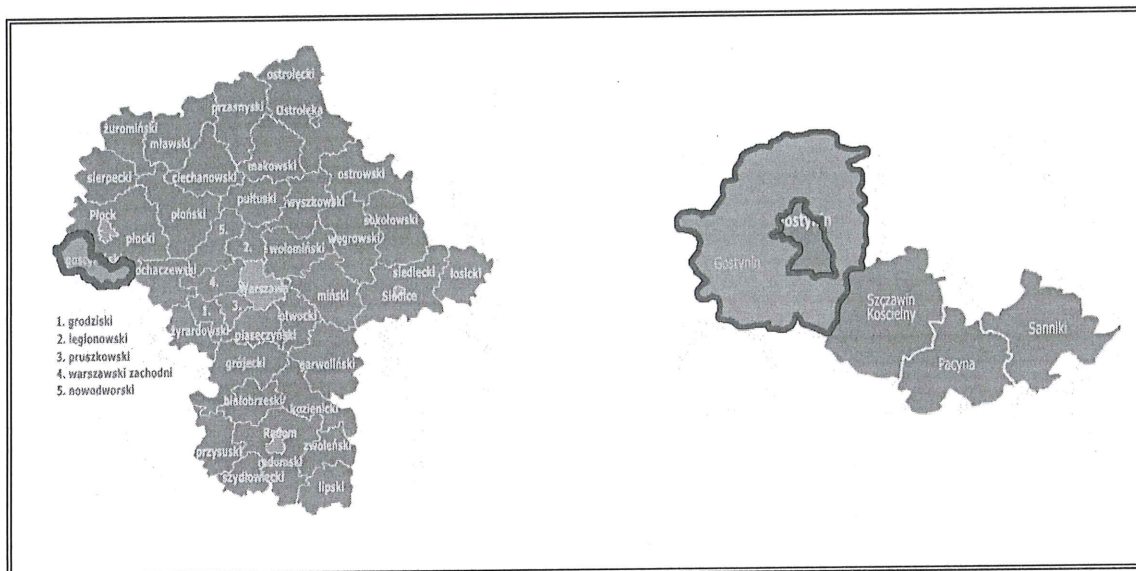 ostrołęcki
przasnyski
Ostrołęka
żuromiński
mławski
makowski
sierpecki
ciechanowski
ostrowski
pułtuski
wyszkowski
Płock
płoński
sokołowski
5.
płocki
węgrowski
2.
wołomiński
siedlecki
łosicki
4.
Warszawa
miński
Siedlce
1.
3.
otwocki
żyrardowski
piaseczyński
1. grodziski
2. legionowski
3. pruszkowski
4. warszawski zachodni
5. nowodworski
grójecki
garwoliński
białobrzeski
kozienicki
Radom
przysuski
zwoleński
radomski
szydłowiecki
lipski
ostynin
Gostynin
Szczawin
Kościelny
Sanniki
Pacyna